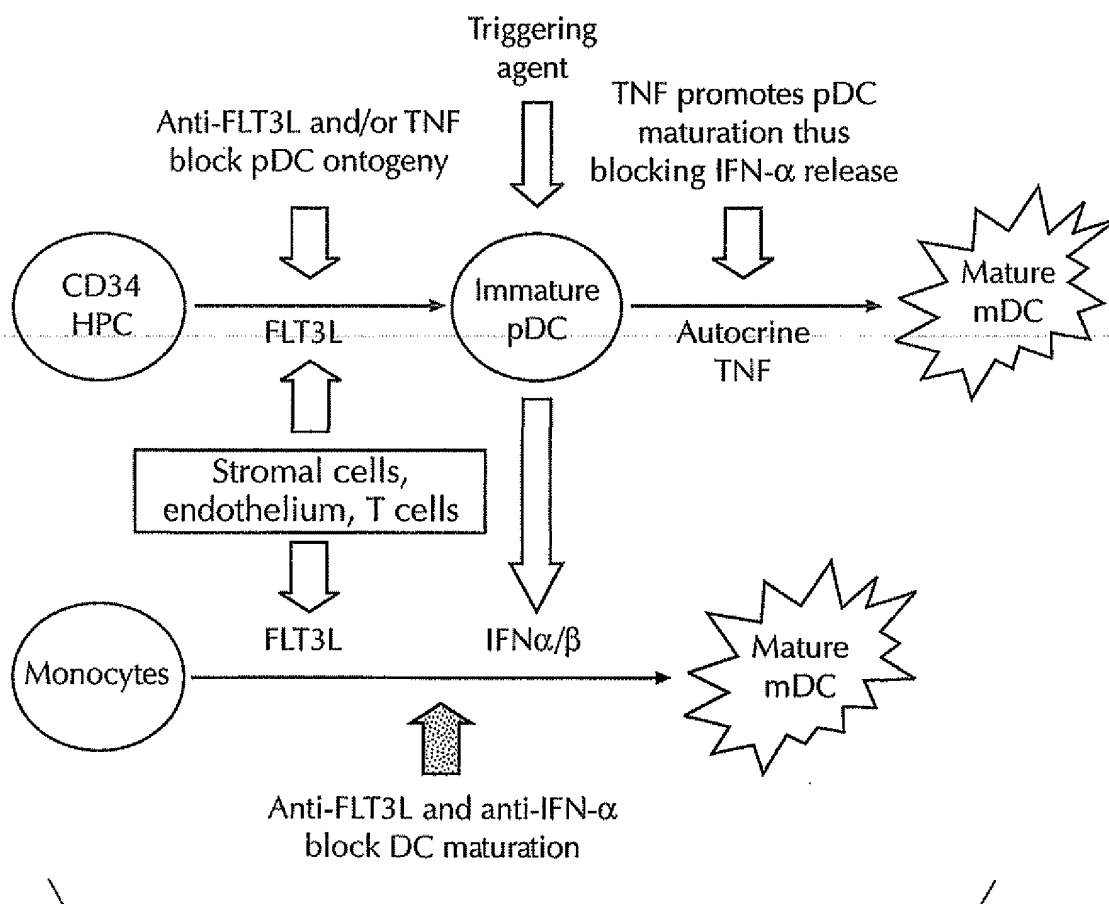 Triggering
agent
Anti-FLT3L and/or TNF
block pDC ontogeny
TNF promotes pDC
maturation thus
blocking IFN-α release
CD34
HPC
FLT3L
Immature
pDC
Autocrine
TNF
Mature
mDC
Stromal cells,
endothelium, T cells
Monocytes
FLT3L
IFNα/β
Mature
mDC
Anti-FLT3L and anti-IFN-α
block DC maturation